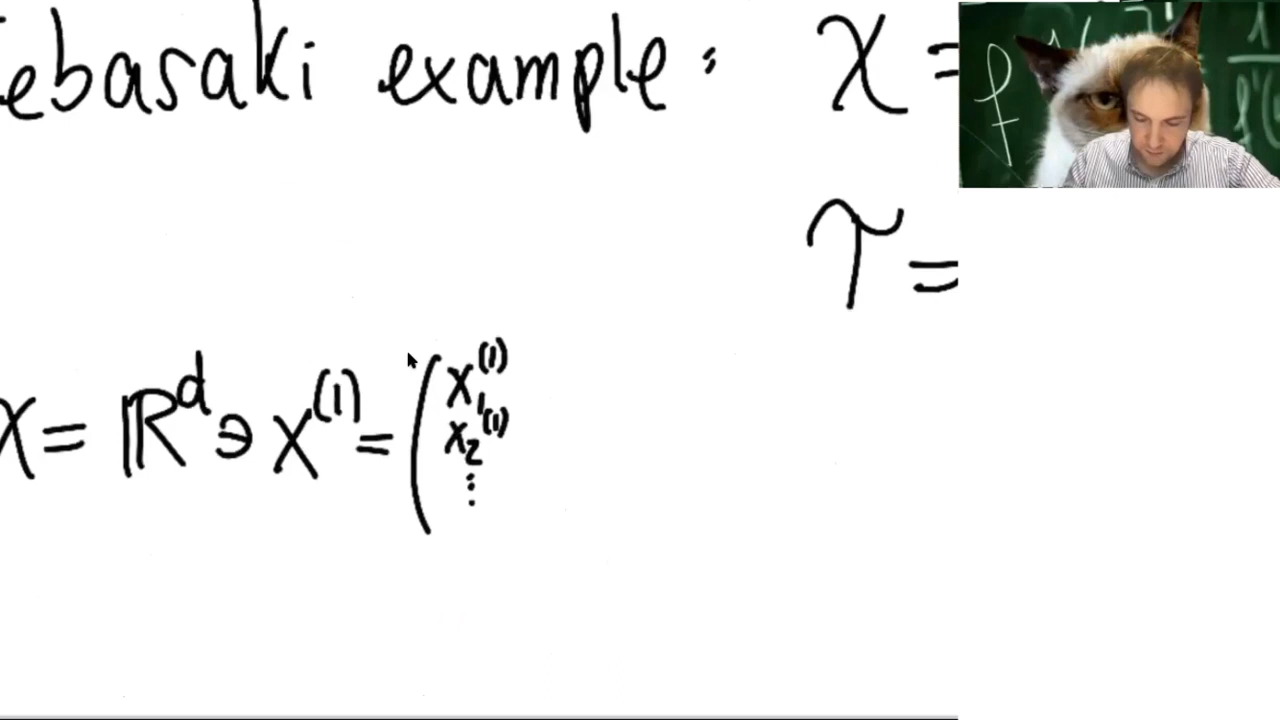 ebasaki example: X =
T =
X = ℝ^d ∋ x^(1) = ( x_1^(1)
x_2^(1)
⋮